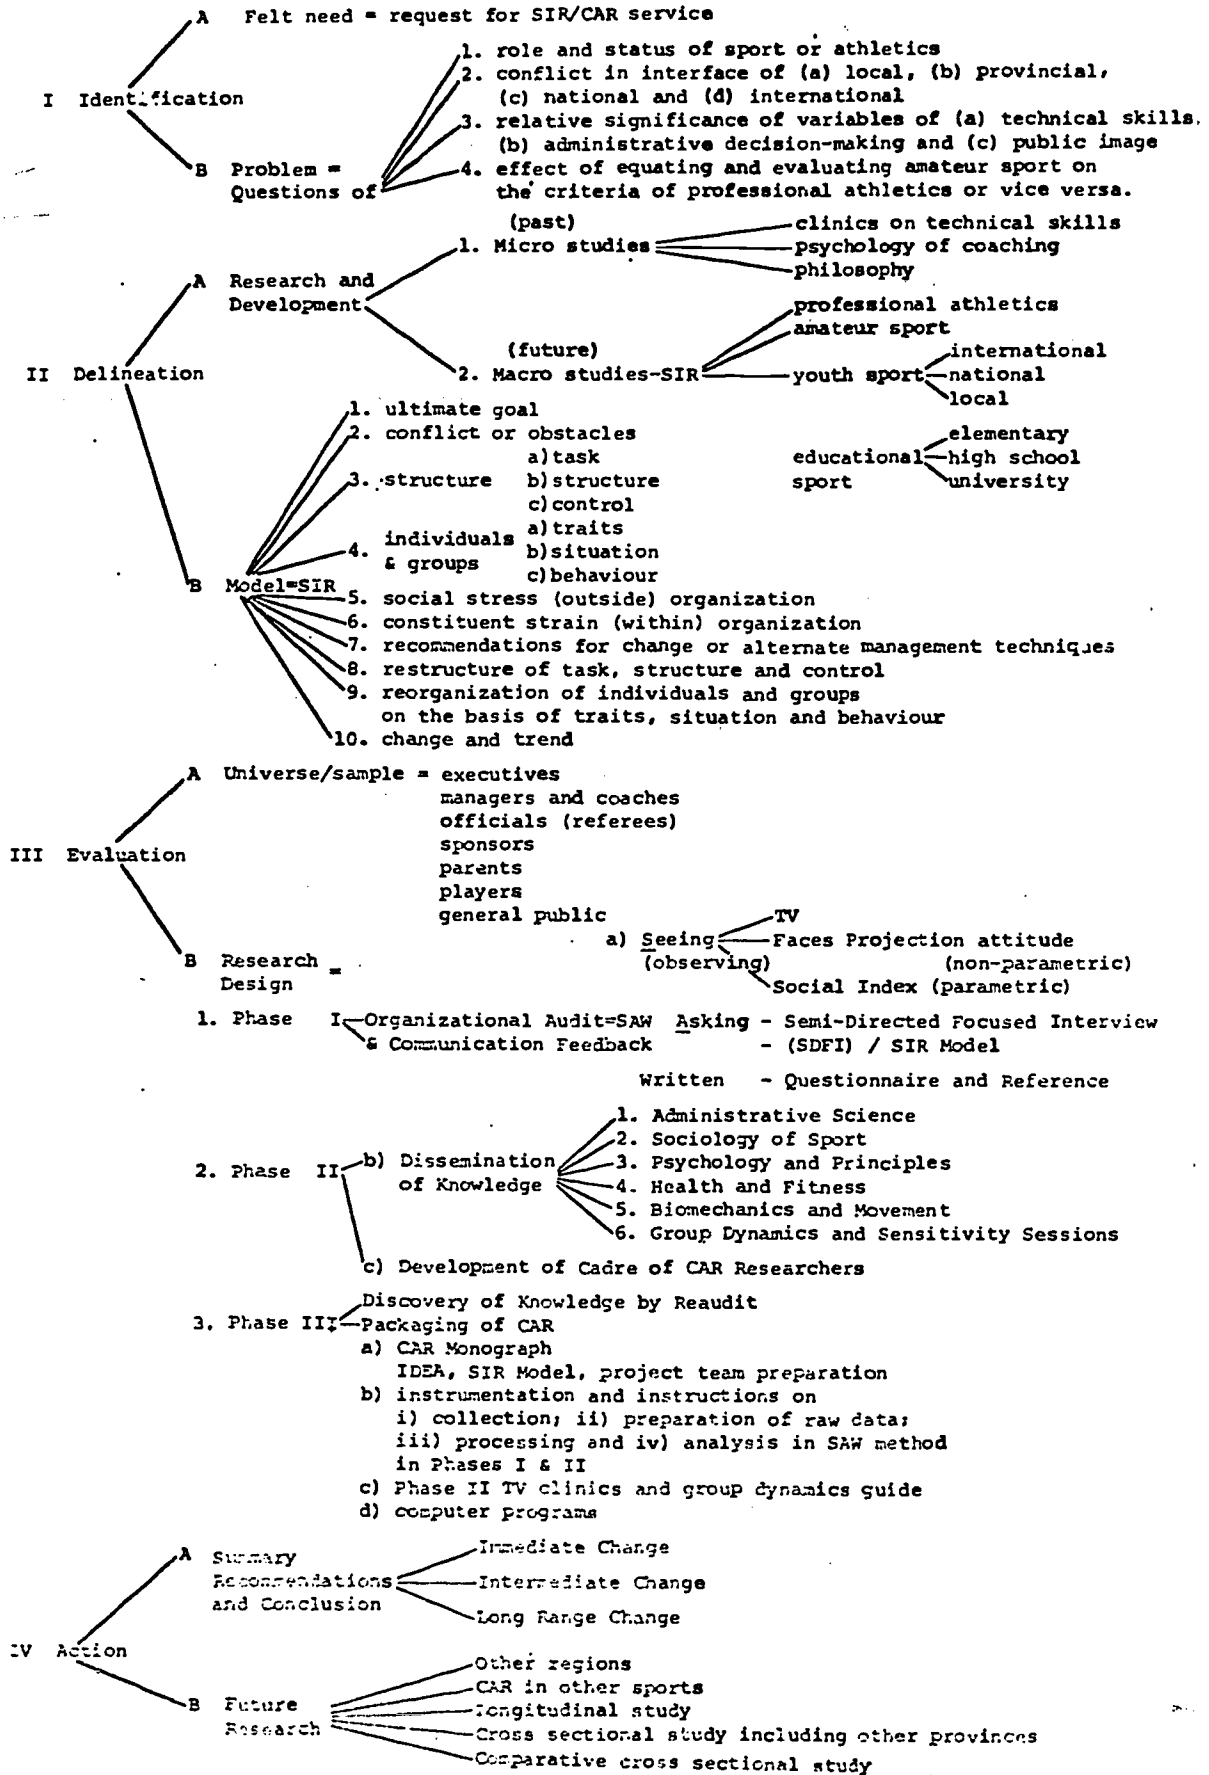 A Felt need = request for SIR/CAR service
I Identification
B Problem =
Questions of
1. role and status of sport or athletics
2. conflict in interface of (a) local, (b) provincial,
(c) national and (d) international
3. relative significance of variables of (a) technical skills,
(b) administrative decision-making and (c) public image
4. effect of equating and evaluating amateur sport on
the criteria of professional athletics or vice versa.
II Delineation
A Research and
Development
(past)
1. Micro studies
clinics on technical skills
psychology of coaching
philosophy
(future)
2. Macro studies-SIR
professional athletics
amateur sport
youth sport
international
national
local
educational
sport
elementary
high school
university
B Model=SIR
1. ultimate goal
2. conflict or obstacles
3. structure
a) task
b) structure
c) control
4. individuals
& groups
a) traits
b) situation
c) behaviour
5. social stress (outside) organization
6. constituent strain (within) organization
7. recommendations for change or alternate management techniques
8. restructure of task, structure and control
9. reorganization of individuals and groups
on the basis of traits, situation and behaviour
10. change and trend
III Evaluation
A Universe/sample = executives
managers and coaches
officials (referees)
sponsors
parents
players
general public
B Research =
Design
1. Phase I
Organizational Audit=SAW
& Communication Feedback
a) Seeing
(observing)
TV
Faces Projection attitude
(non-parametric)
Social Index (parametric)
Asking - Semi-Directed Focused Interview
- (SDFI) / SIR Model
Written - Questionnaire and Reference
2. Phase II
b) Dissemination
of Knowledge
1. Administrative Science
2. Sociology of Sport
3. Psychology and Principles
4. Health and Fitness
5. Biomechanics and Movement
6. Group Dynamics and Sensitivity Sessions
c) Development of Cadre of CAR Researchers
3. Phase III
Discovery of Knowledge by Reaudit
Packaging of CAR
a) CAR Monograph
IDEA, SIR Model, project team preparation
b) instrumentation and instructions on
i) collection; ii) preparation of raw data;
iii) processing and iv) analysis in SAW method
in Phases I & II
c) Phase II TV clinics and group dynamics guide
d) computer programs
IV Action
A Summary
Recommendations
and Conclusion
Immediate Change
Intermediate Change
Long Range Change
B Future
Research
Other regions
CAR in other sports
longitudinal study
Cross sectional study including other provinces
Comparative cross sectional study